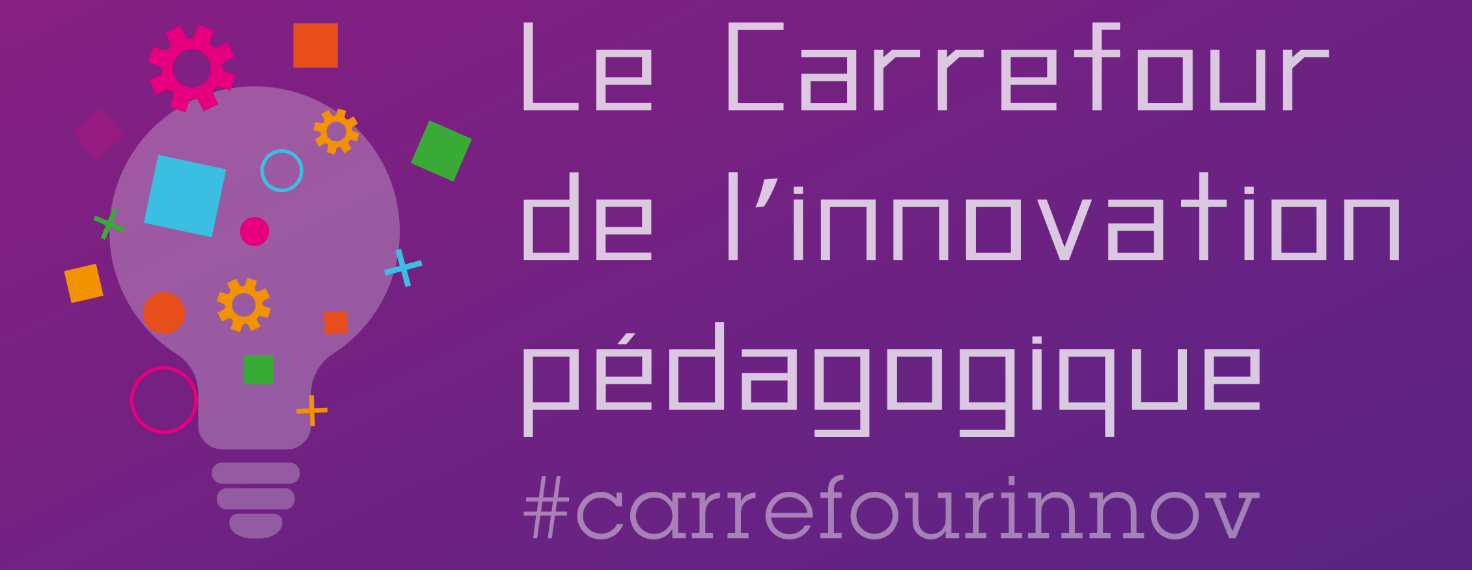 Le Carrefour
de l'innovation
pédagogique
#carrefourinnov